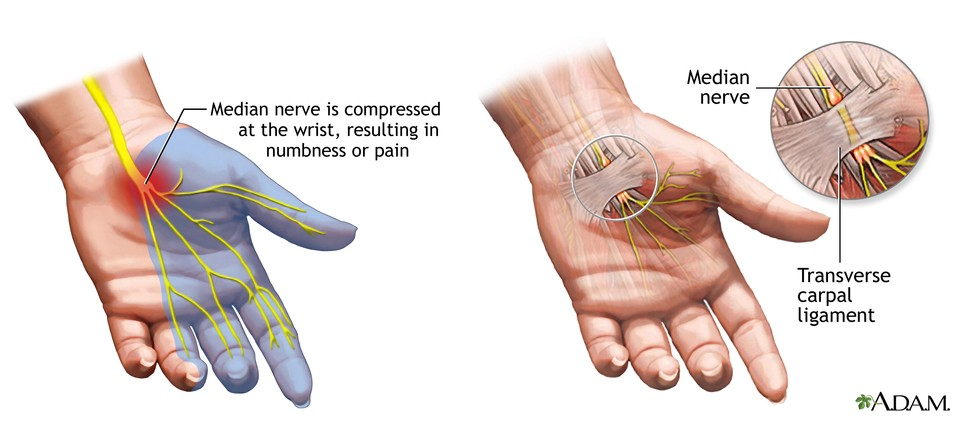 Median nerve is compressed
at the wrist, resulting in
numbness or pain
Median
nerve
Transverse
carpal
ligament
A.D.A.M.